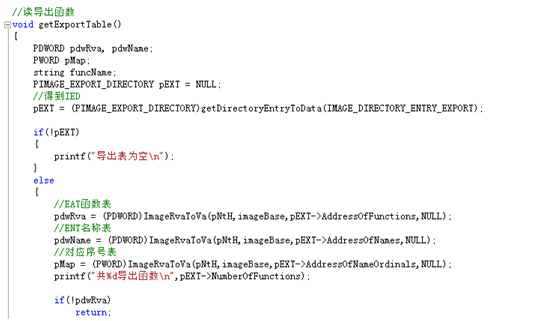 //读导出函数
void getExportTable()
{
PDWORD pdwRva, pdwName;
PWORD pMap;
string funcName;
PIMAGE_EXPORT_DIRECTORY pEXT = NULL;
//得到IED
pEXT = (PIMAGE_EXPORT_DIRECTORY)getDirectoryEntryToData(IMAGE_DIRECTORY_ENTRY_EXPORT);
if(!pEXT)
{
printf("导出表为空\n");
}
else
{
//EAT函数表
pdwRva = (PDWORD)ImageRvaToVa(pNtH,imageBase,pEXT->AddressOfFunctions,NULL);
//ENT名称表
pdwName = (PDWORD)ImageRvaToVa(pNtH,imageBase,pEXT->AddressOfNames,NULL);
//对应序号表
pMap = (PWORD)ImageRvaToVa(pNtH,imageBase,pEXT->AddressOfNameOrdinals,NULL);
printf("共%d导出函数\n",pEXT->NumberOfFunctions);
if(!pdwRva)
return;